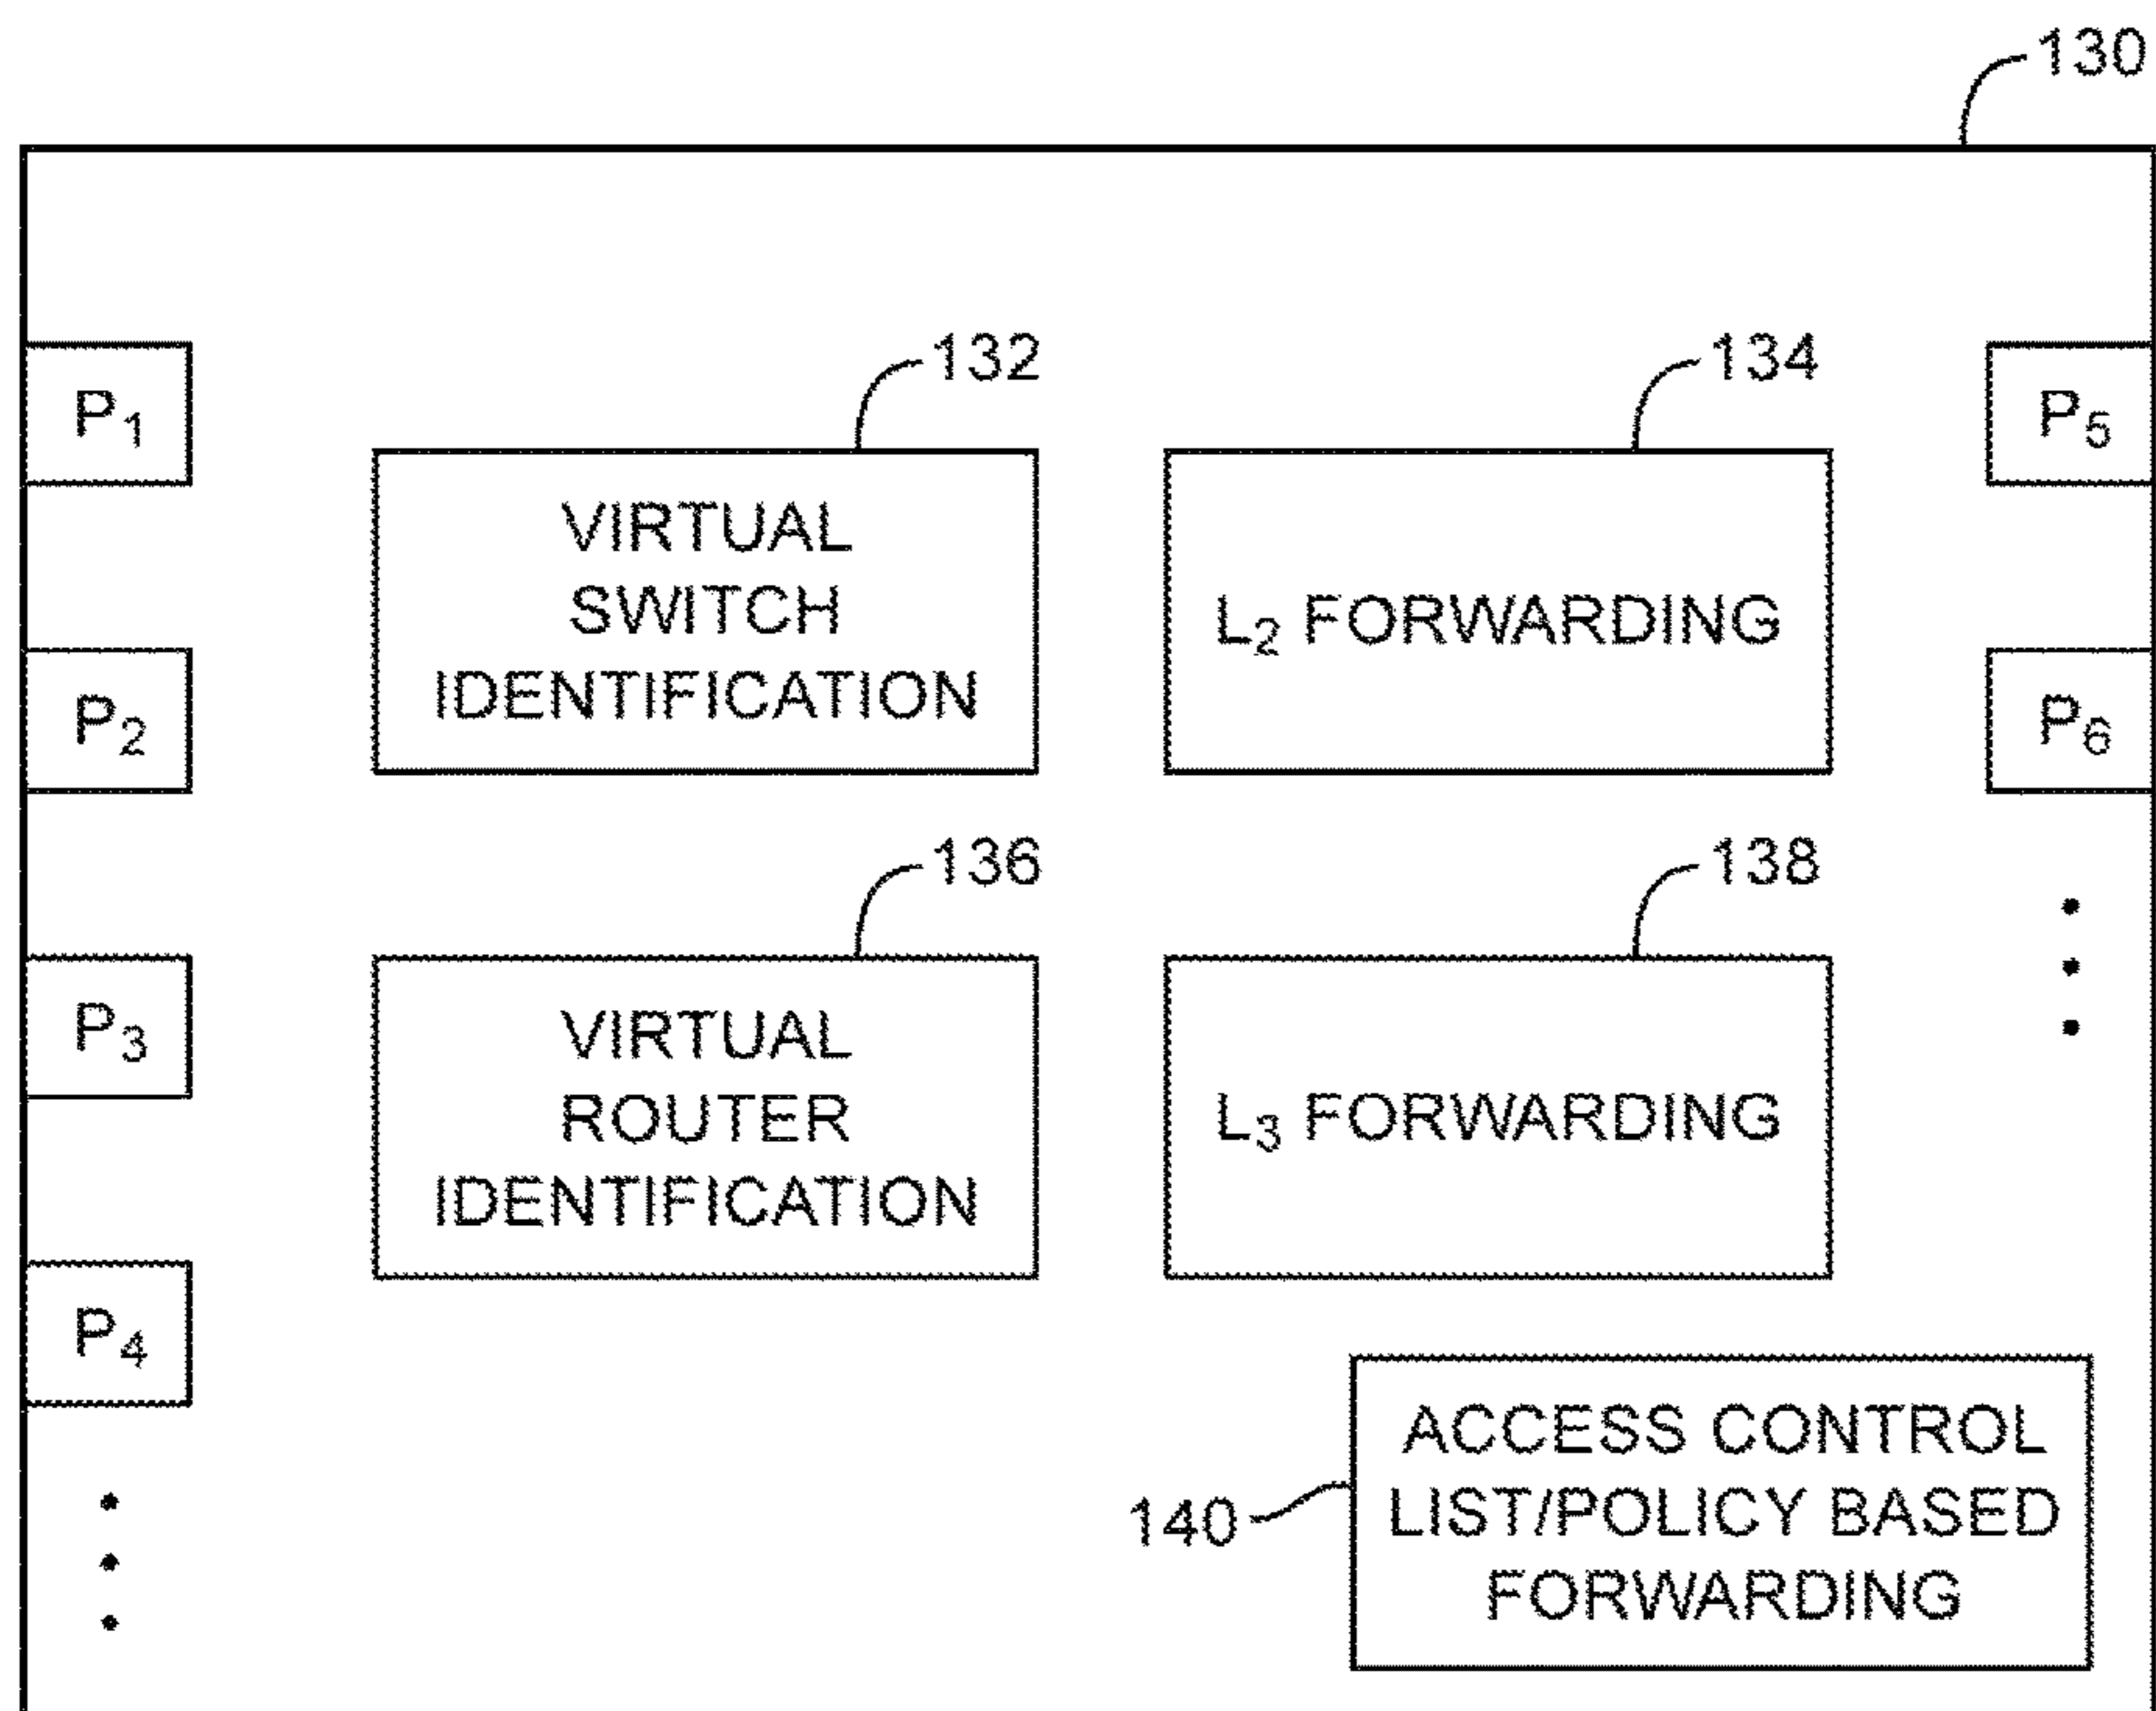 130
132
134
P1
P5
VIRTUAL
SWITCH
IDENTIFICATION
L2 FORWARDING
P2
P6
136
138
P3
VIRTUAL
ROUTER
IDENTIFICATION
L3 FORWARDING
P4
140
ACCESS CONTROL
LIST/POLICY BASED
FORWARDING